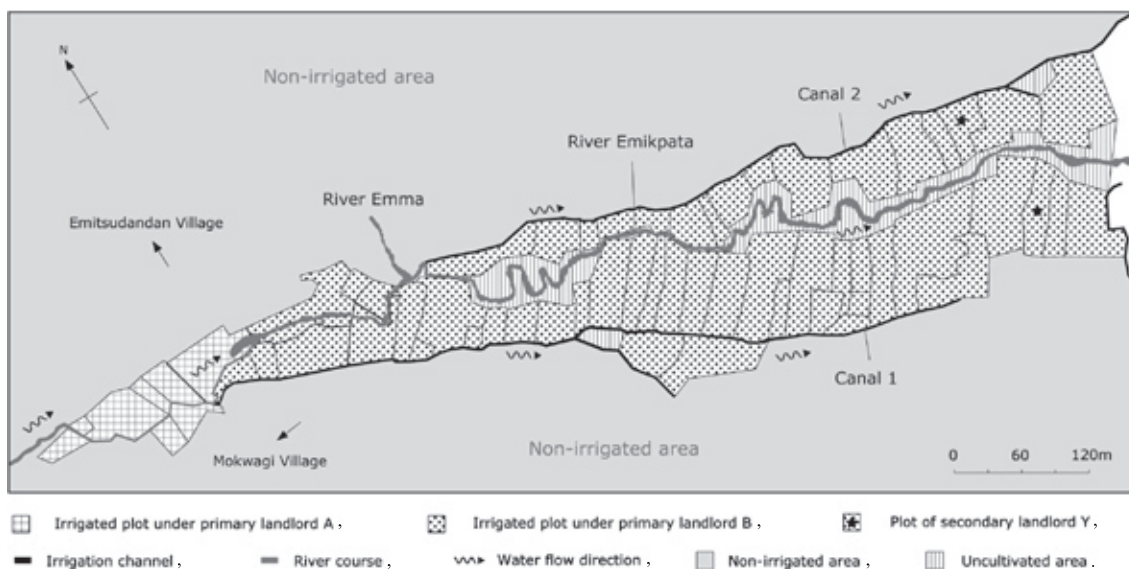 N
Non-irrigated area
Canal 2
River Emikpata
River Emma
Emitsudandan Village
Canal 1
Mokwagi Village
Non-irrigated area
0 60 120m
Irrigated plot under primary landlord A , Irrigated plot under primary landlord B , Plot of secondary landlord Y ,
Irrigation channel , River course , Water flow direction , Non-irrigated area , Uncultivated area .